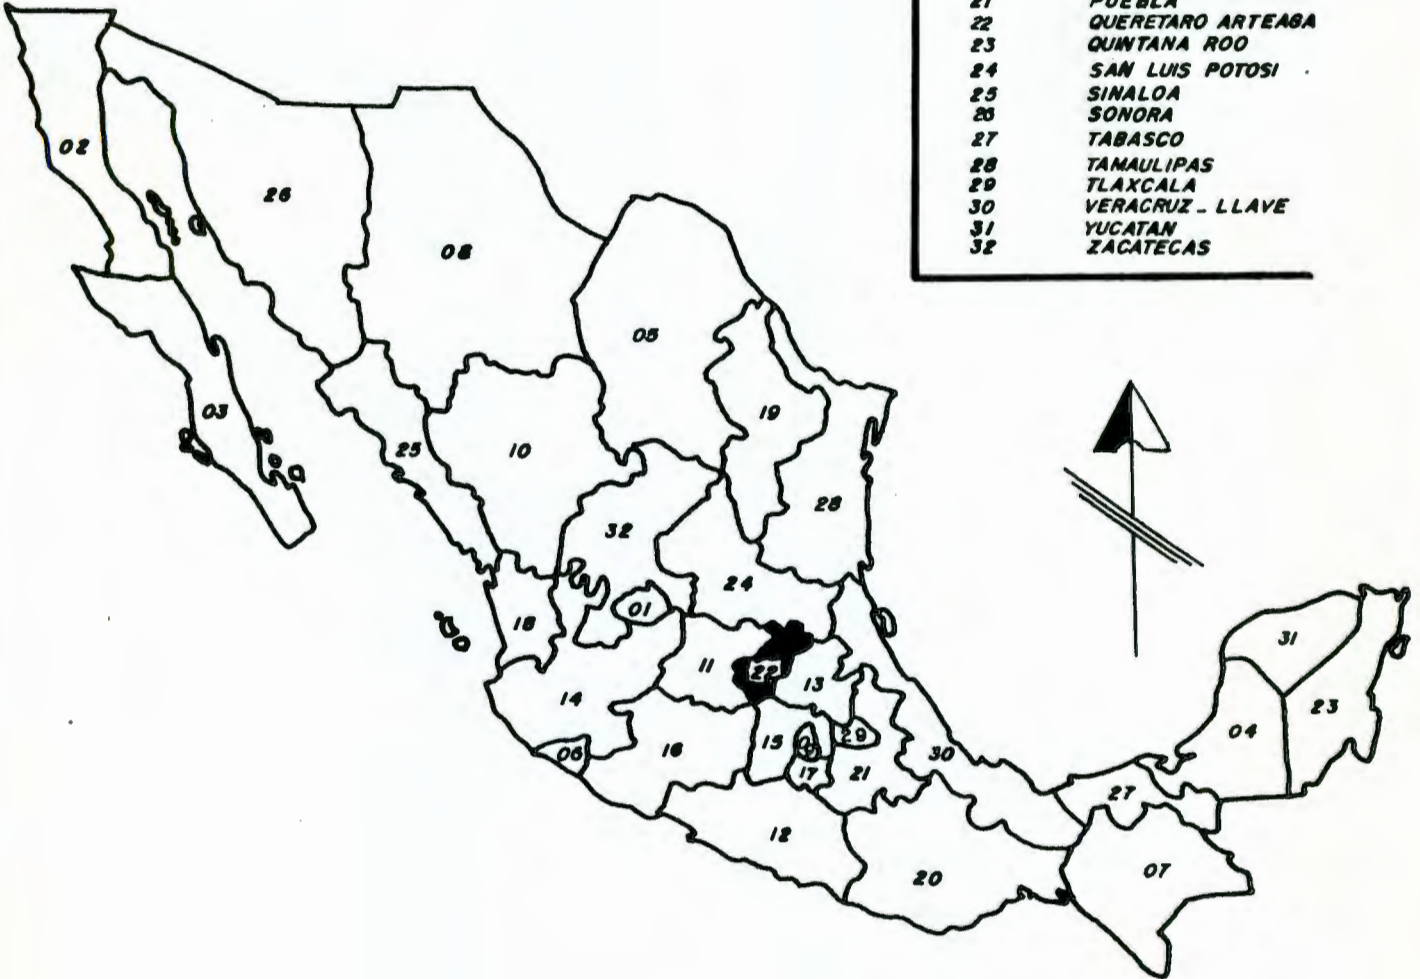 21 PUEBLA
22 QUERETARO ARTEAGA
23 QUINTANA ROO
24 SAN LUIS POTOSI
25 SINALOA
26 SONORA
27 TABASCO
28 TAMAULIPAS
29 TLAXCALA
30 VERACRUZ - LLAVE
31 YUCATAN
32 ZACATECAS
02
26
08
05
03
25
10
19
28
32
24
01
18
11
22
13
31
14
23
06
16
15
29
30
04
17
21
27
12
20
07